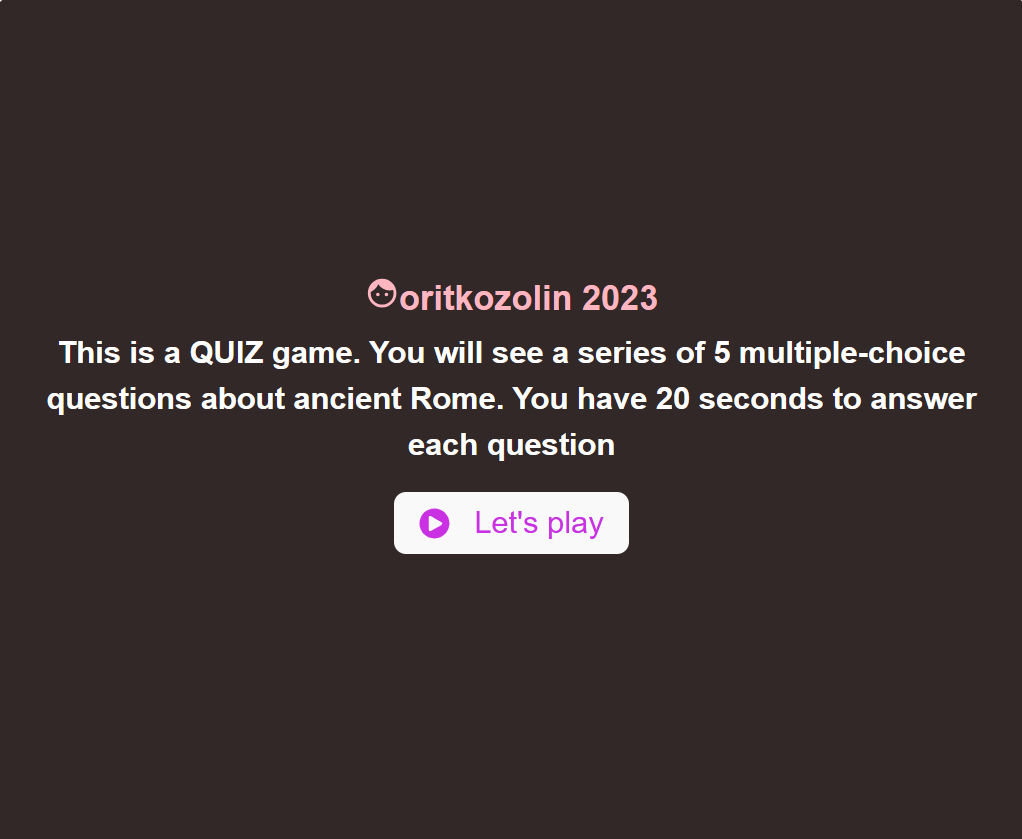 oritkozolin 2023
This is a QUIZ game. You will see a series of 5 multiple-choice
questions about ancient Rome. You have 20 seconds to answer
each question
Let's play